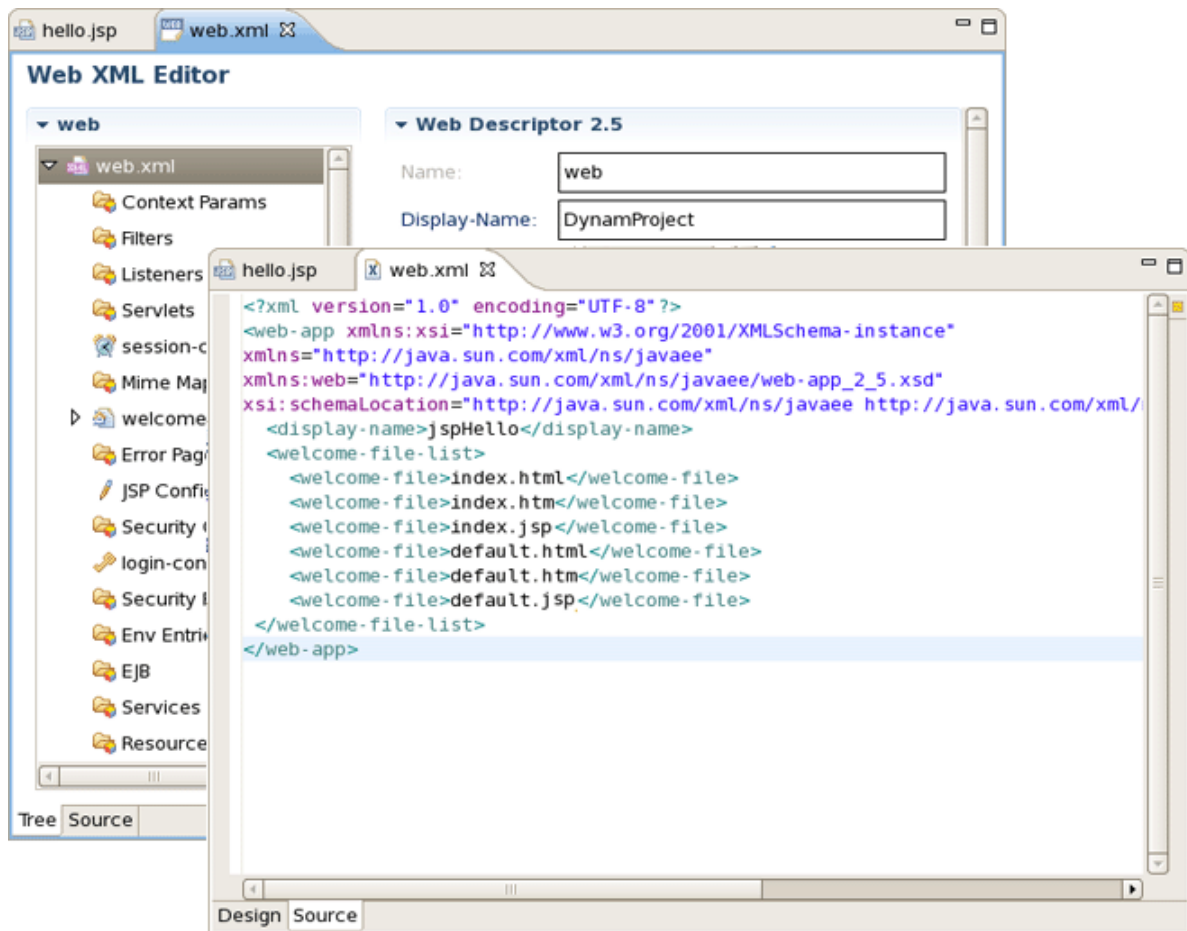 hello.jsp web.xml
Web XML Editor
web
Web Descriptor 2.5
web.xml
Name: web
Context Params
Display-Name: DynamProject
Filters
Listeners
Servlets
session-c
Mime Map
welcome
Error Pag
JSP Config
Security
login-con
Security
Env Entri
EJB
Services
Resource
Tree Source
hello.jsp web.xml
<?xml version="1.0" encoding="UTF-8"?>
<web-app xmlns:xsi="http://www.w3.org/2001/XMLSchema-instance"
xmlns="http://java.sun.com/xml/ns/javaee"
xmlns:web="http://java.sun.com/xml/ns/javaee/web-app_2_5.xsd"
xsi:schemaLocation="http://java.sun.com/xml/ns/javaee http://java.sun.com/xml/
<display-name>jspHello</display-name>
<welcome-file-list>
<welcome-file>index.html</welcome-file>
<welcome-file>index.htm</welcome-file>
<welcome-file>index.jsp</welcome-file>
<welcome-file>default.html</welcome-file>
<welcome-file>default.htm</welcome-file>
<welcome-file>default.jsp</welcome-file>
</welcome-file-list>
</web-app>
Design Source